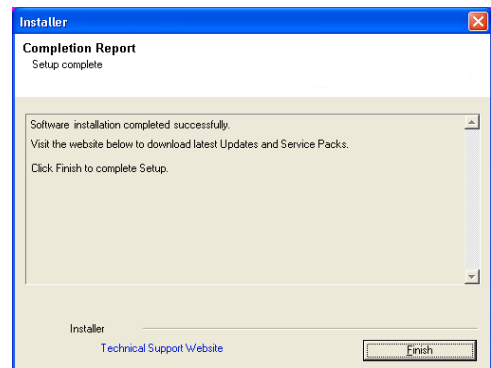 Installer
Completion Report
Setup complete
Software installation completed successfully.
Visit the website below to download latest Updates and Service Packs.
Click Finish to complete Setup.
Installer
Technical Support Website
Finish